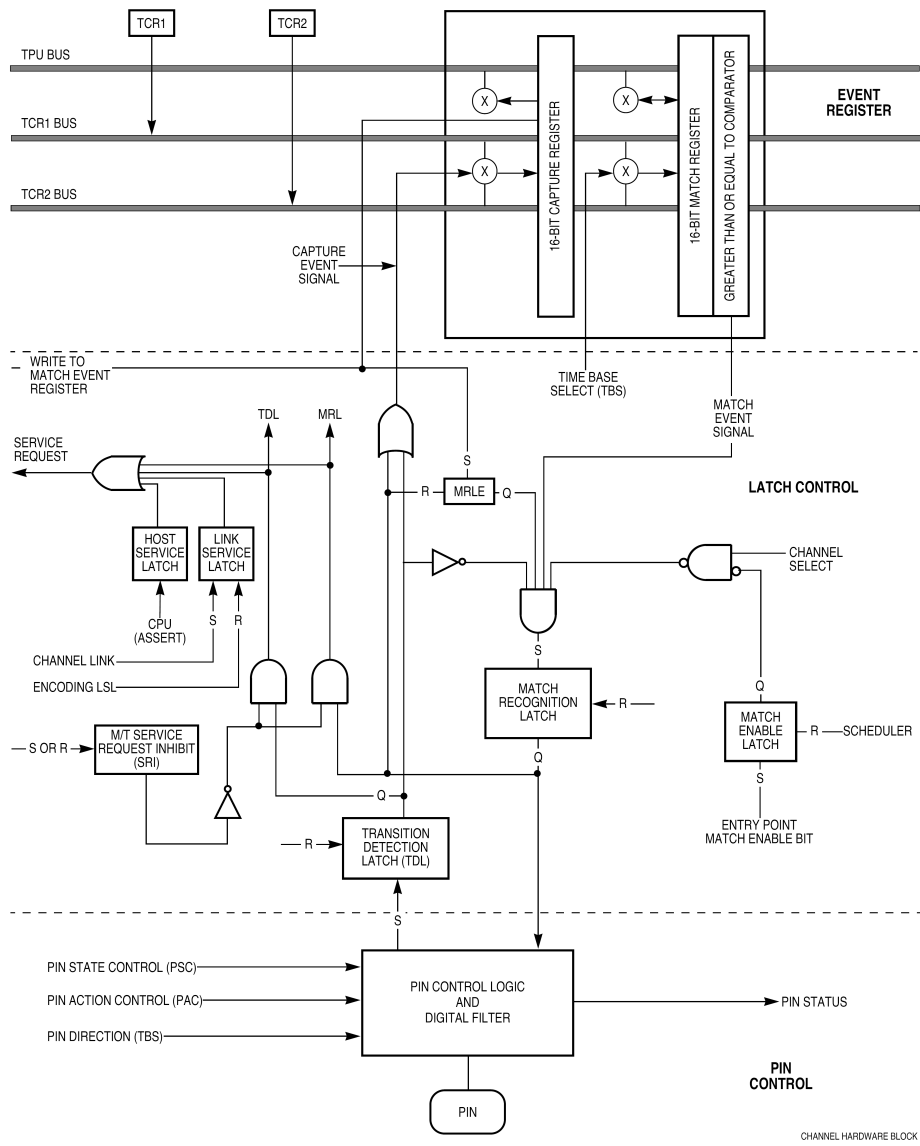 TCR1
TCR2
TPU BUS
EVENT
REGISTER
TCR1 BUS
TCR2 BUS
X
X
X
X
16-BIT CAPTURE REGISTER
16-BIT MATCH REGISTER
GREATER THAN OR EQUAL TO COMPARATOR
CAPTURE
EVENT
SIGNAL
WRITE TO
MATCH EVENT
REGISTER
TIME BASE
SELECT (TBS)
MATCH
EVENT
SIGNAL
TDL
MRL
SERVICE
REQUEST
S
R
MRLE
Q
LATCH CONTROL
HOST
SERVICE
LATCH
LINK
SERVICE
LATCH
CHANNEL
SELECT
CPU
(ASSERT)
S
R
CHANNEL LINK
ENCODING LSL
S
MATCH
RECOGNITION
LATCH
R
Q
Q
MATCH
ENABLE
LATCH
R
SCHEDULER
S
ENTRY POINT
MATCH ENABLE BIT
S OR R
M/T SERVICE
REQUEST INHIBIT
(SRI)
Q
R
TRANSITION
DETECTION
LATCH (TDL)
S
PIN STATE CONTROL (PSC)
PIN ACTION CONTROL (PAC)
PIN DIRECTION (TBS)
PIN CONTROL LOGIC
AND
DIGITAL FILTER
PIN STATUS
PIN
CONTROL
PIN
CHANNEL HARDWARE BLOCK